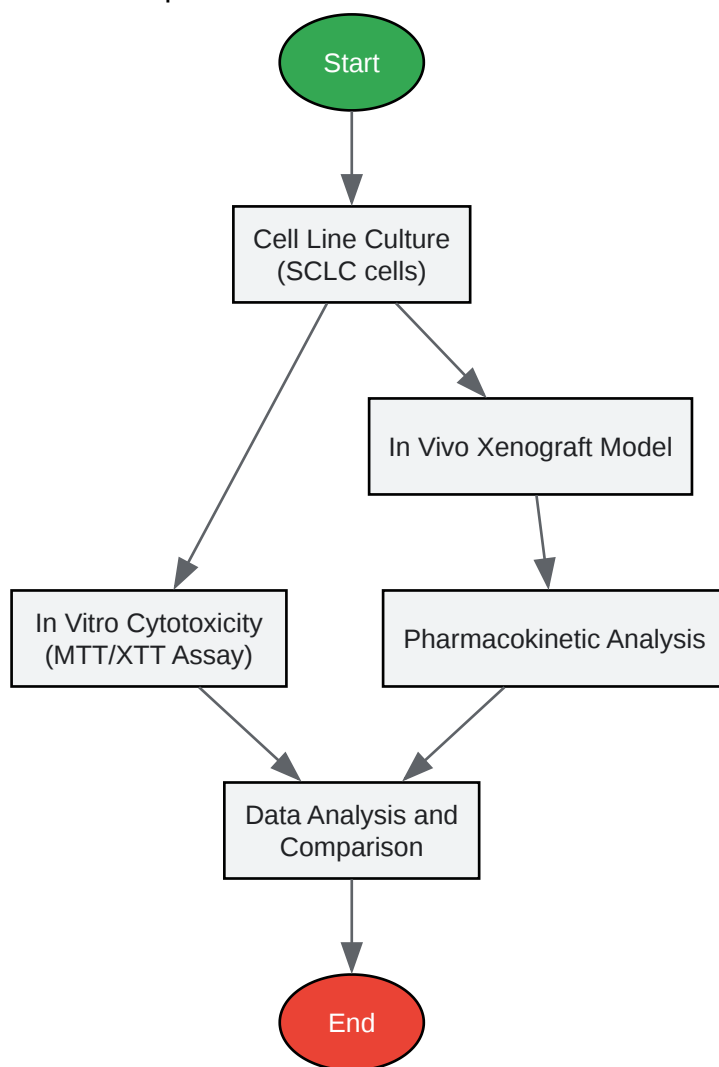 Start
Cell Line Culture
(SCLC cells)
In Vivo Xenograft Model
In Vitro Cytotoxicity
(MTT/XTT Assay)
Pharmacokinetic Analysis
Data Analysis and
Comparison
End